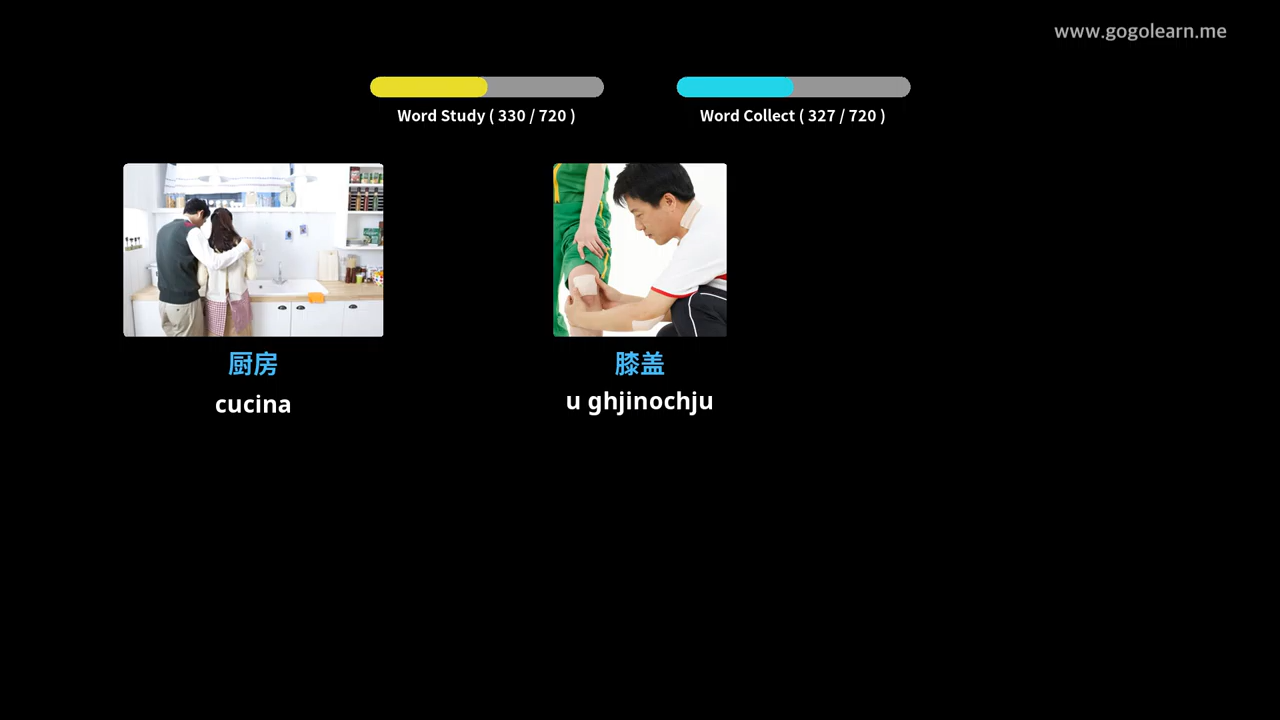 www.gogolearn.me
Word Study ( 330 / 720 )
Word Collect ( 327 / 720 )
厨房
cucina
膝盖
u ghjinochju